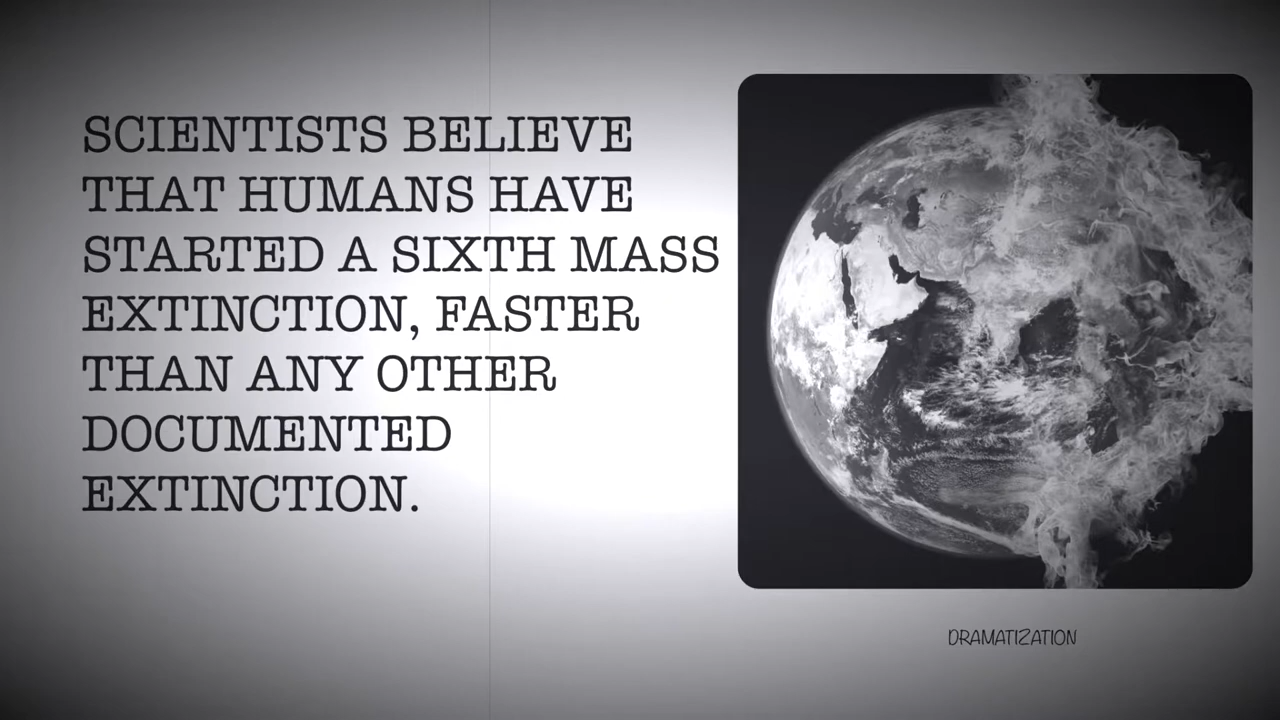 SCIENTISTS BELIEVE
THAT HUMANS HAVE
STARTED A SIXTH MASS
EXTINCTION, FASTER
THAN ANY OTHER
DOCUMENTED
EXTINCTION.
DRAMATIZATION